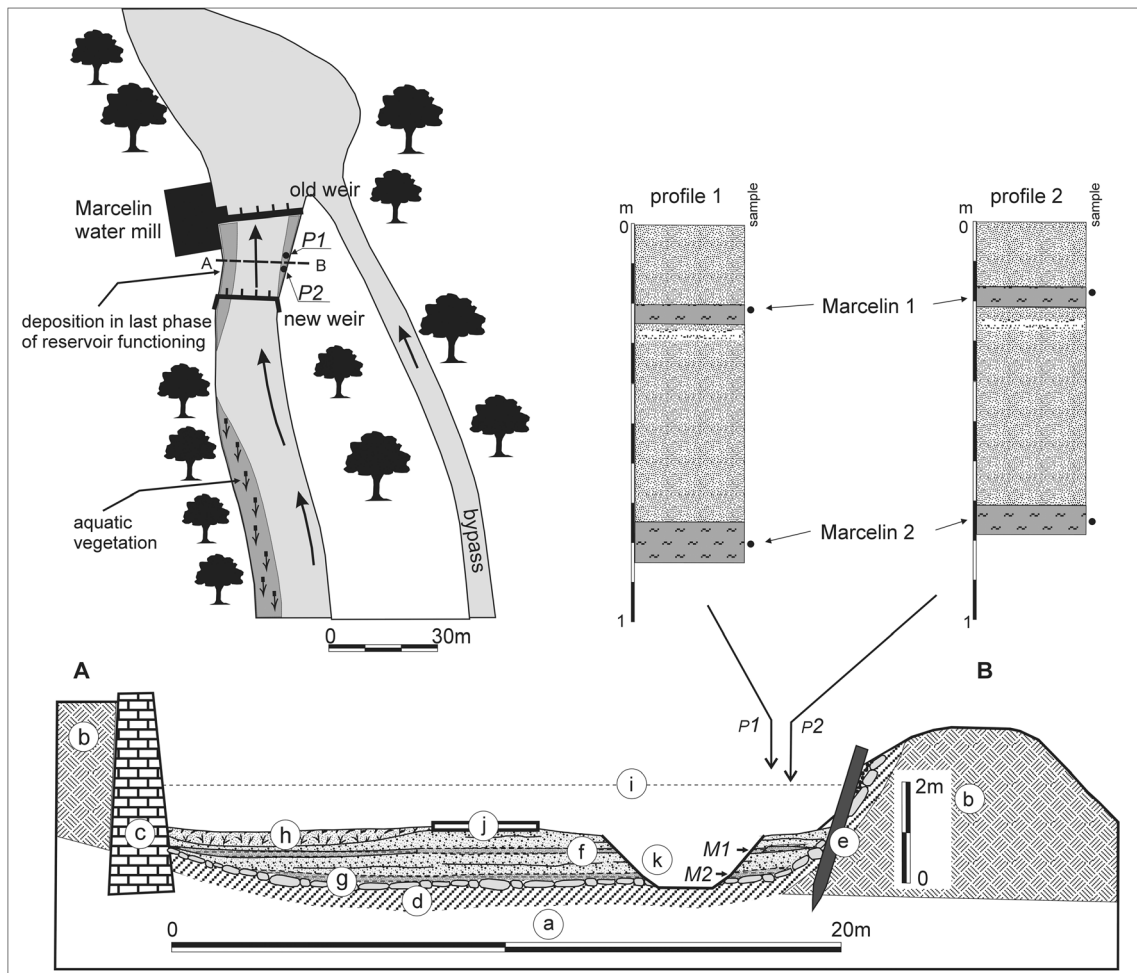 old weir
Marcelin
water mill
P1
A
B
P2
deposition in last phase
of reservoir functioning
new weir
aquatic
vegetation
bypass
0
30m
profile 1
profile 2
m
sample
m
sample
0
0
Marcelin 1
Marcelin 2
1
1
A
B
P1
P2
b
i
2m
b
c
h
j
f
k
M1
e
g
M2
d
0
a
0
20m